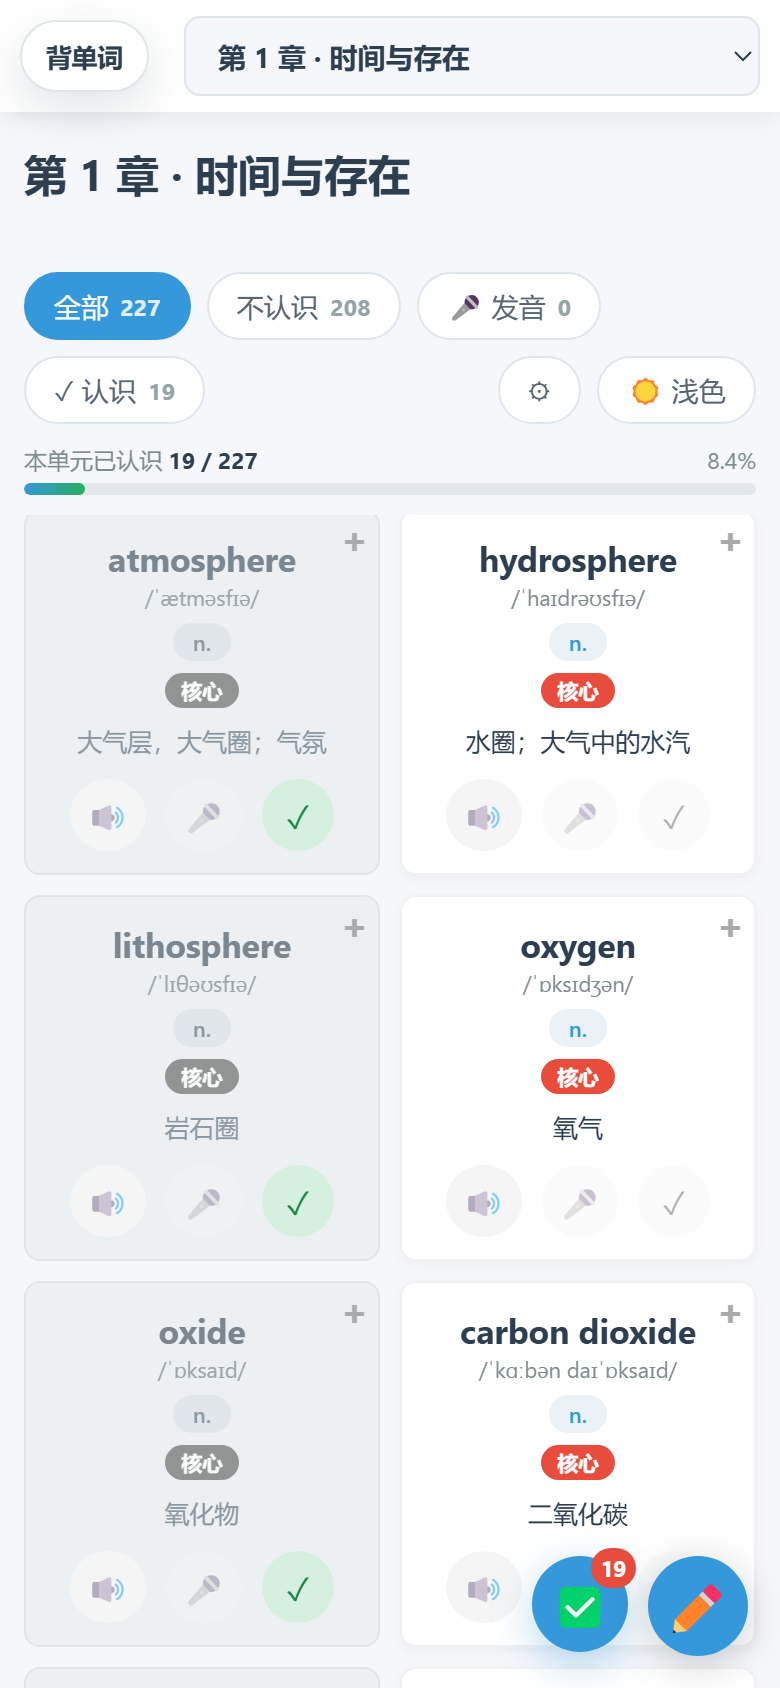 背单词
第 1 章 · 时间与存在
第 1 章 · 时间与存在
全部 227
不认识 208
发音 0
✓ 认识 19
浅色
本单元已认识 19 / 227
8.4%
atmosphere
/ˈætməsfɪə/
n.
核心
大气层，大气圈；气氛
hydrosphere
/ˈhaɪdrəʊsfɪə/
n.
核心
水圈；大气中的水汽
lithosphere
/ˈlɪθəʊsfɪə/
n.
核心
岩石圈
oxygen
/ˈɒksɪdʒən/
n.
核心
氧气
oxide
/ˈɒksaɪd/
n.
核心
氧化物
carbon dioxide
/ˈkɑːbən daɪˈɒksaɪd/
n.
核心
二氧化碳
19